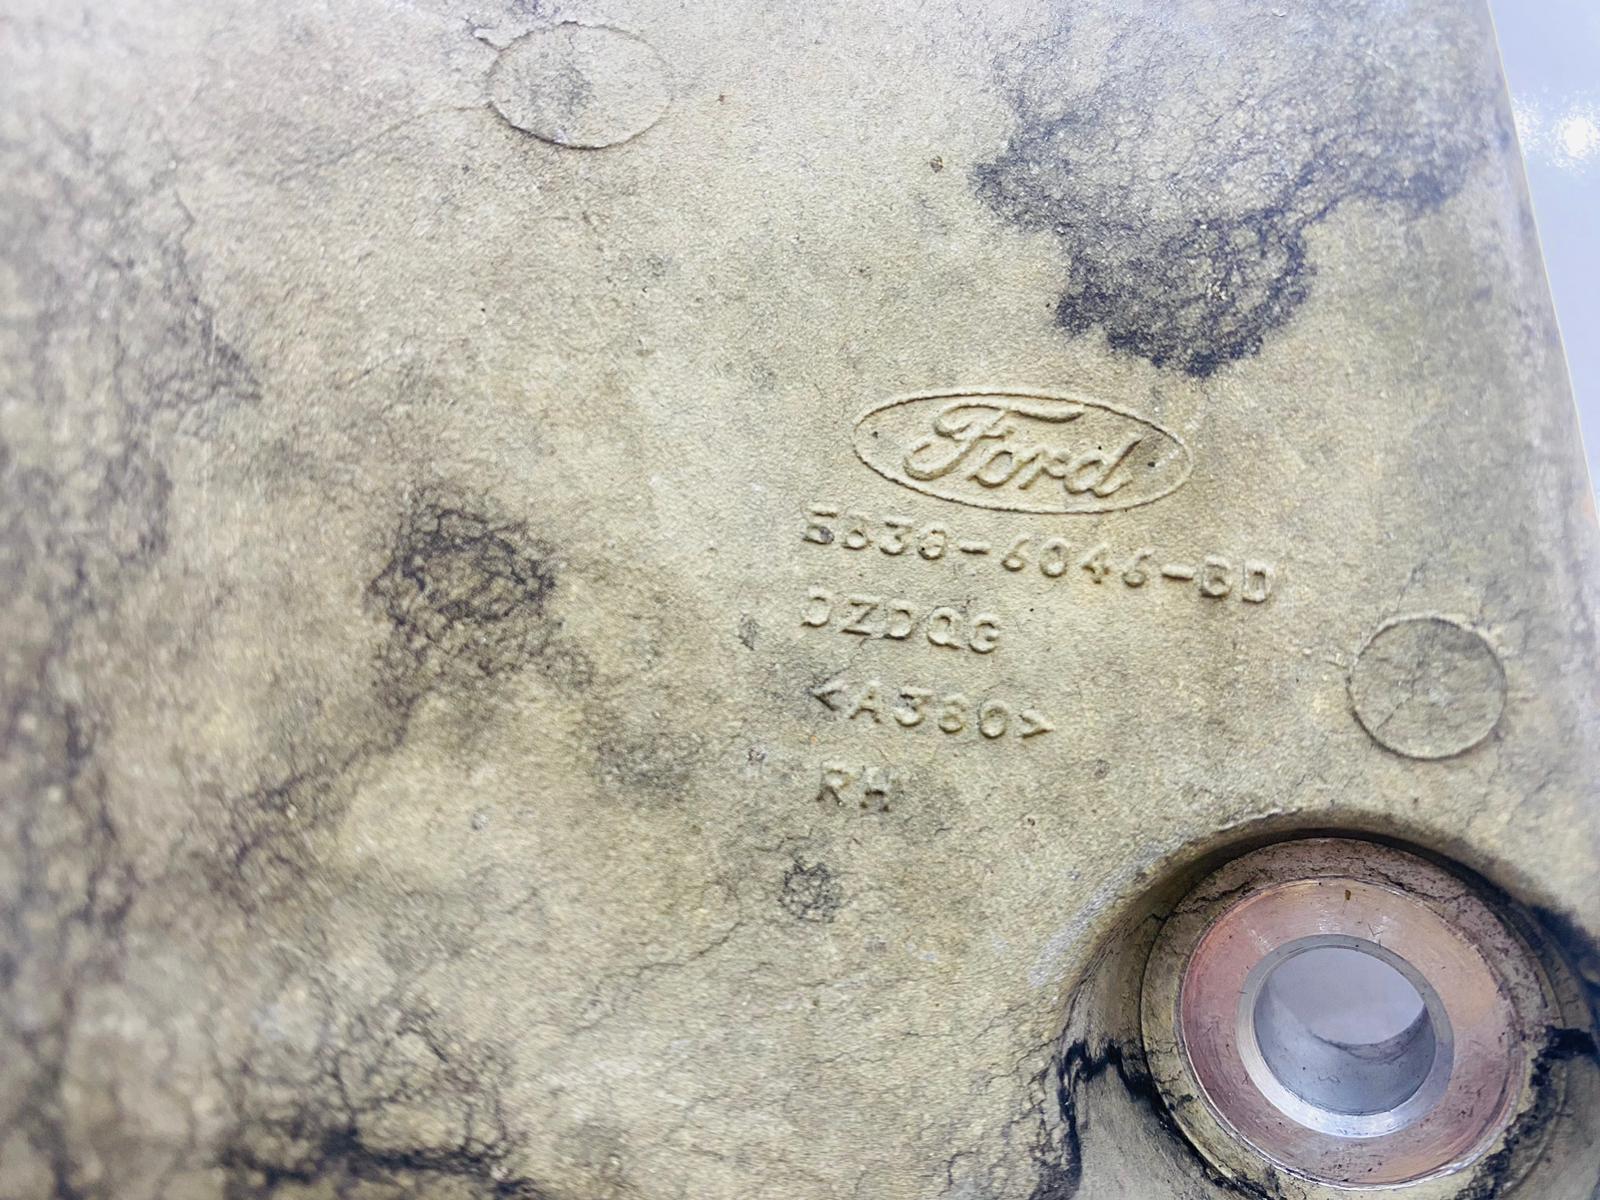 Ford
5S3G-6046-BD
DZDQG
<A380>
RH